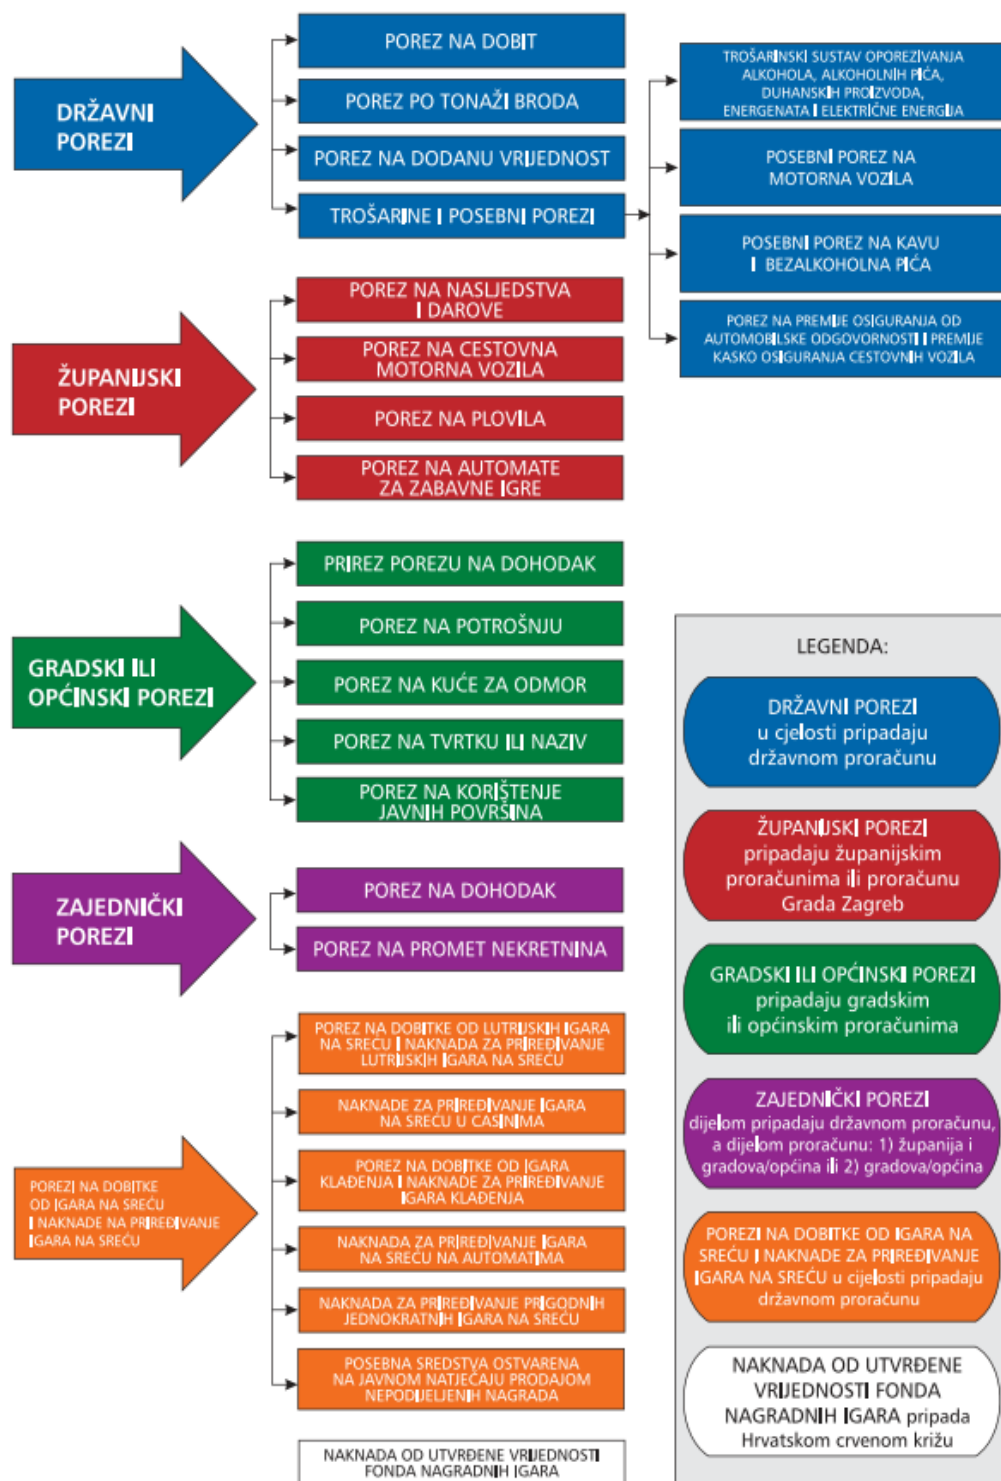 DRŽAVNI
POREZI
POREZ NA DOBIT
POREZ PO TONAŽI BRODA
POREZ NA DODANU VRIJEDNOST
TROŠARINE I POSEBNI POREZI
TROŠARINSKI SUSTAV OPOREZIVANJA
ALKOHOLA, ALKOHOLNIH PIĆA,
DUHANSKIH PROIZVODA,
ENERGENATA I ELEKTRIČNE ENERGIJA
POSEBNI POREZ NA
MOTORNA VOZILA
POSEBNI POREZ NA KAVU
I BEZALKOHOLNA PIĆA
POREZ NA PREMIJE OSIGURANJA OD
AUTOMOBILSKE ODGOVORNOSTI I PREMIJE
KASKO OSIGURANJA CESTOVNIH VOZILA
ŽUPANIJSKI
POREZI
POREZ NA NASLJEDSTVA
I DAROVE
POREZ NA CESTOVNA
MOTORNA VOZILA
POREZ NA PLOVILA
POREZ NA AUTOMATE
ZA ZABAVNE IGRE
GRADSKI ILI
OPĆINSKI POREZI
PRIREZ POREZU NA DOHODAK
POREZ NA POTROŠNJU
POREZ NA KUĆE ZA ODMOR
POREZ NA TVRTKU ILI NAZIV
POREZ NA KORIŠTENJE
JAVNIH POVRŠINA
ZAJEDNIČKI
POREZI
POREZ NA DOHODAK
POREZ NA PROMET NEKRETNINA
POREZI NA DOBITKE
OD IGARA NA SREĆU
I NAKNADE NA PRIREĐIVANJE
IGARA NA SREĆU
POREZ NA DOBITKE OD LUTRIJSKIH IGARA
NA SREĆU I NAKNADA ZA PRIREĐIVANJE
LUTRIJSKIH IGARA NA SREĆU
NAKNADE ZA PRIREĐIVANJE IGARA
NA SREĆU U CASINIMA
POREZ NA DOBITKE OD IGARA
KLAĐENJA I NAKNADE ZA PRIREĐIVANJE
IGARA KLAĐENJA
NAKNADA ZA PRIREĐIVANJE IGARA
NA SREĆU NA AUTOMATIMA
NAKNADA ZA PRIREĐIVANJE PRIGODNIH
JEDNOKRATNIH IGARA NA SREĆU
POSEBNA SREDSTVA OSTVARENA
NA JAVNOM NATJEČAJU PRODAJOM
NEPODIJELJENIH NAGRADA
NAKNADA OD UTVRĐENE VRIJEDNOSTI
FONDA NAGRADNIH IGARA
LEGENDA:
DRŽAVNI POREZI
u cjelosti pripadaju
državnom proračunu
ŽUPANIJSKI POREZI
pripadaju županijskim
proračunima ili proračunu
Grada Zagreb
GRADSKI ILI OPĆINSKI POREZI
pripadaju gradskim
ili općinskim proračunima
ZAJEDNIČKI POREZI
dijelom pripadaju državnom proračunu,
a dijelom proračunu: 1) županija i
gradova/općina ili 2) gradova/općina
POREZI NA DOBITKE OD IGARA NA
SREĆU I NAKNADE ZA PRIREĐIVANJE
IGARA NA SREĆU u cijelosti pripadaju
državnom proračunu
NAKNADA OD UTVRĐENE
VRIJEDNOSTI FONDA
NAGRADNIH IGARA pripada
Hrvatskom crvenom križu